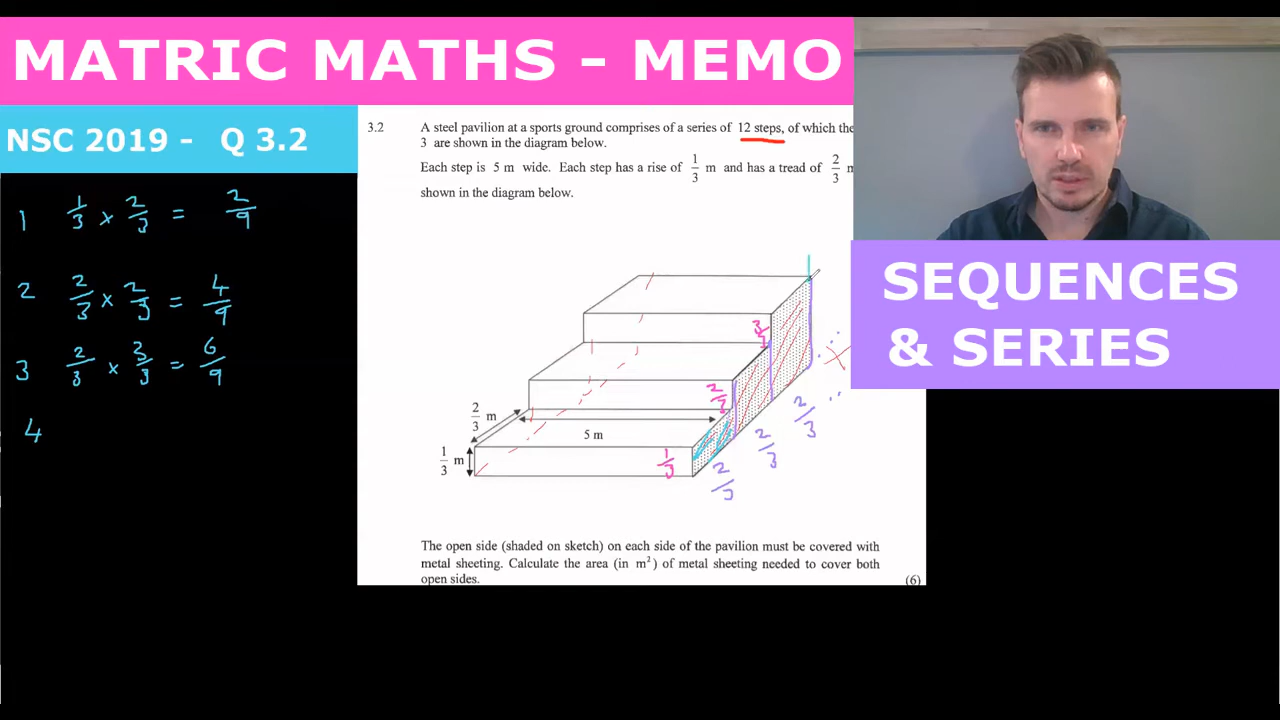 MATRIC MATHS – MEMO
NSC 2019 - Q 3.2
3.2 A steel pavilion at a sports ground comprises of a series of 12 steps, of which the
3 are shown in the diagram below.
Each step is 5 m wide. Each step has a rise of 1/3 m and has a tread of 2/3 m
shown in the diagram below.
1 1/3 × 2/3 = 2/9
2 2/3 × 2/3 = 4/9
3 2/3 × 3/3 = 6/9
4
3/3
2/3
1/3
2/3 m
5 m
1/3 m
2/3
2/3
2/3
The open side (shaded on sketch) on each side of the pavilion must be covered with
metal sheeting. Calculate the area (in m²) of metal sheeting needed to cover both
open sides.
(6)
SEQUENCES
& SERIES